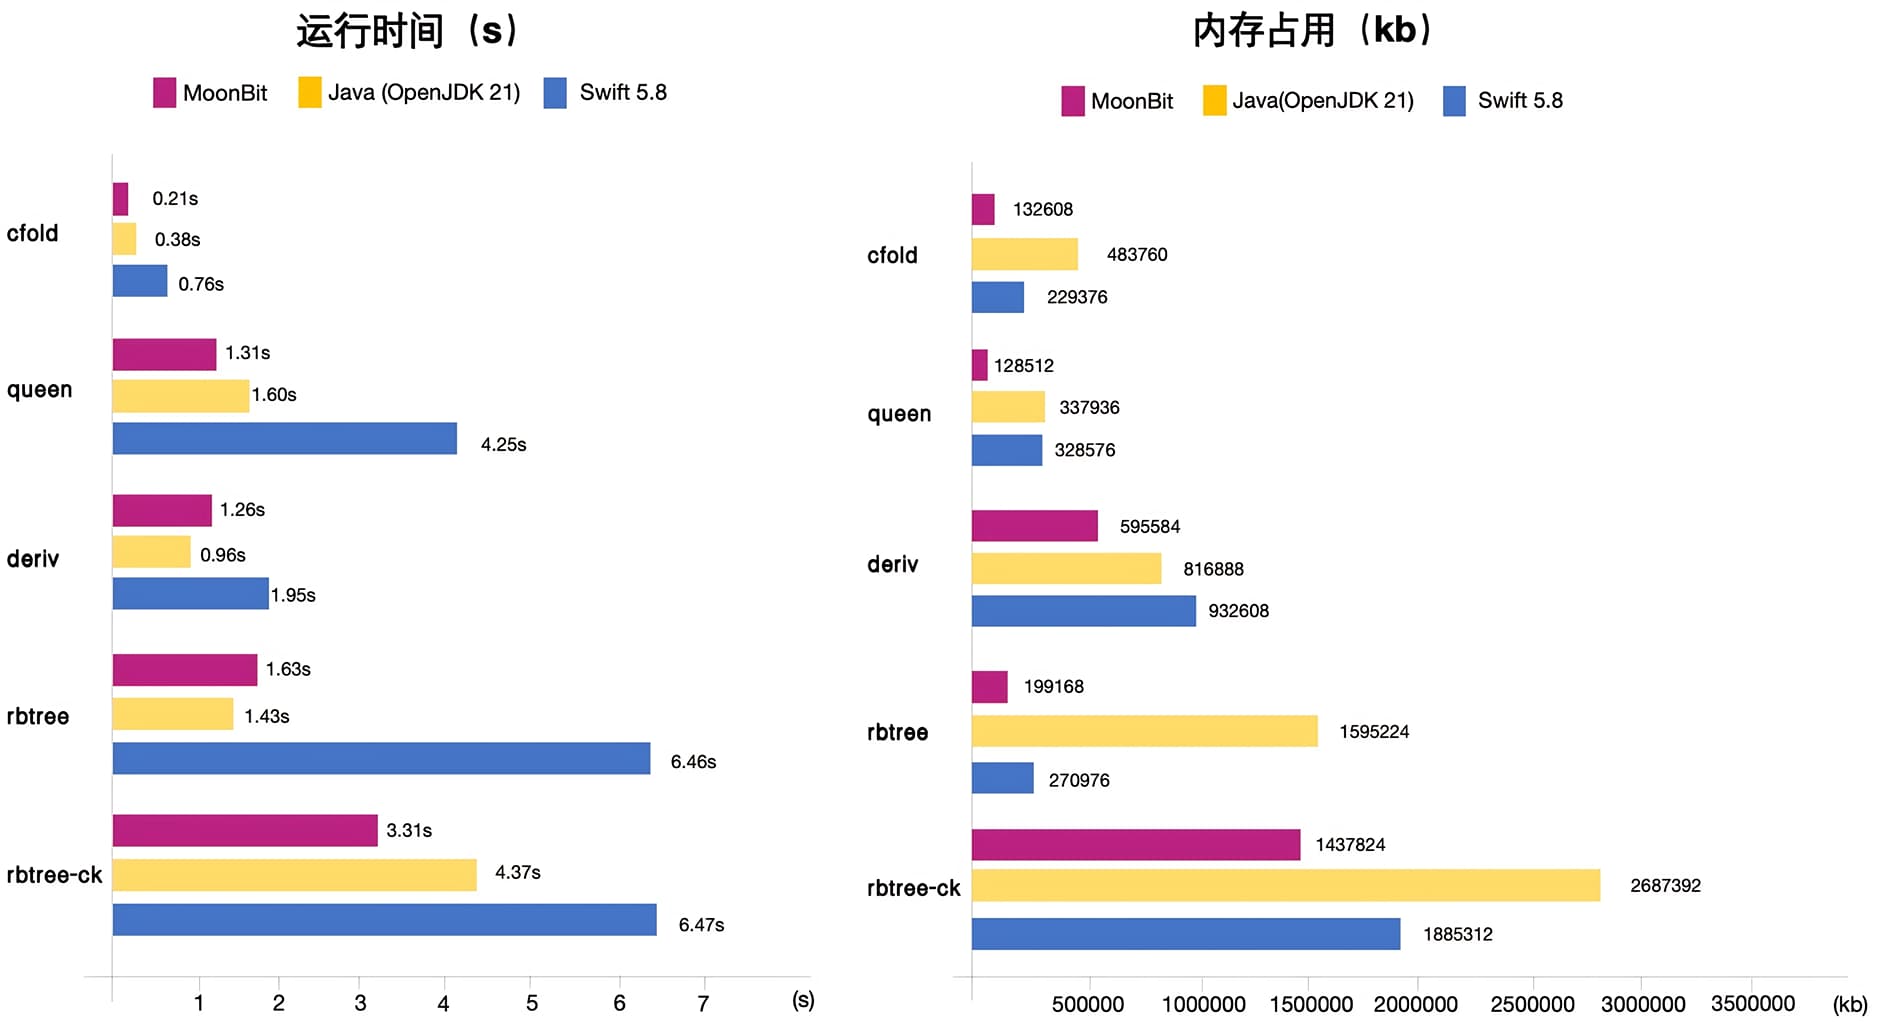 运行时间（s）
MoonBit Java (OpenJDK 21) Swift 5.8
cfold
0.21s
0.38s
0.76s
queen
1.31s
1.60s
4.25s
deriv
1.26s
0.96s
1.95s
rbtree
1.63s
1.43s
6.46s
rbtree-ck
3.31s
4.37s
6.47s
1 2 3 4 5 6 7 (s)
内存占用（kb）
MoonBit Java(OpenJDK 21) Swift 5.8
cfold
132608
483760
229376
queen
128512
337936
328576
deriv
595584
816888
932608
rbtree
199168
1595224
270976
rbtree-ck
1437824
2687392
1885312
500000 1000000 1500000 2000000 2500000 3000000 3500000 (kb)